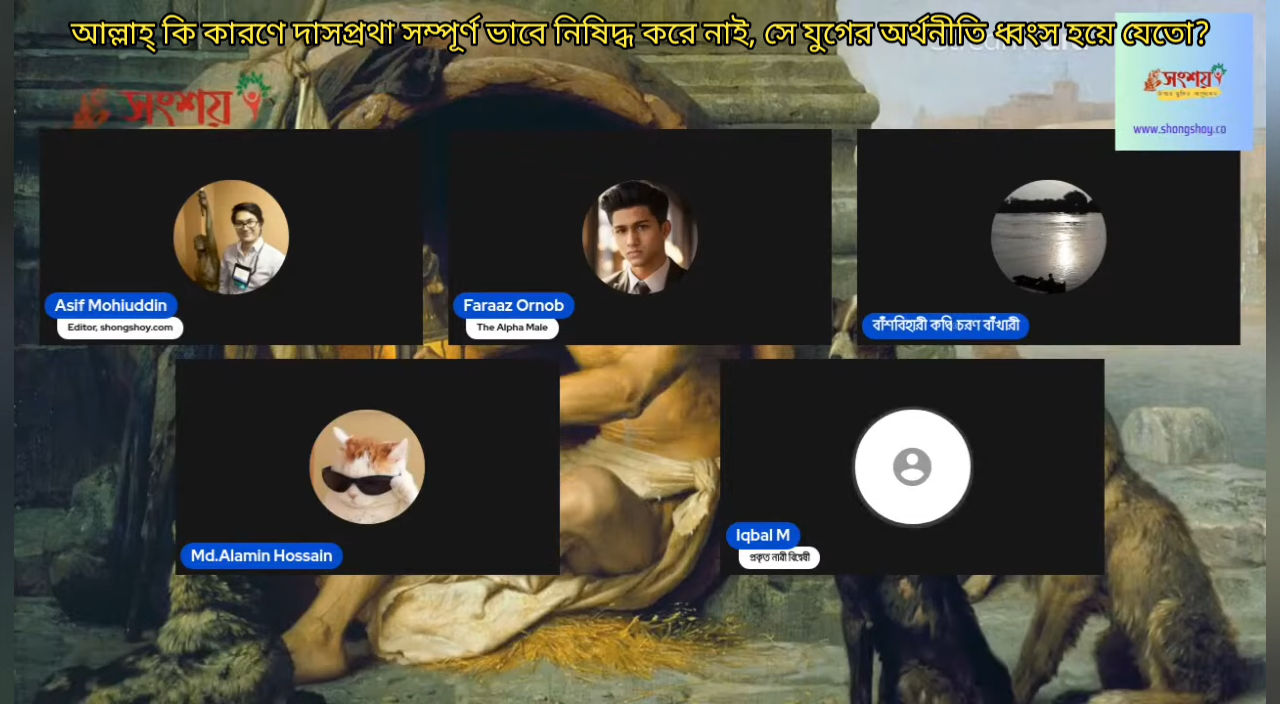 আল্লাহ্ কি কারণে দাসপ্রথা সম্পূর্ণ ভাবে নিষিদ্ধ করে নাই, সে যুগের অর্থনীতি ধ্বংস হয়ে যেতো?
সংশয়
সংশয়
www.shongshoy.co
Asif Mohiuddin
Editor, shongshoy.com
Faraaz Ornob
The Alpha Male
বাঁশবিহারী কপ্বি চরণ বাঁখারী
Md.Alamin Hossain
Iqbal M
প্রকৃত নারী বিদ্বেষী